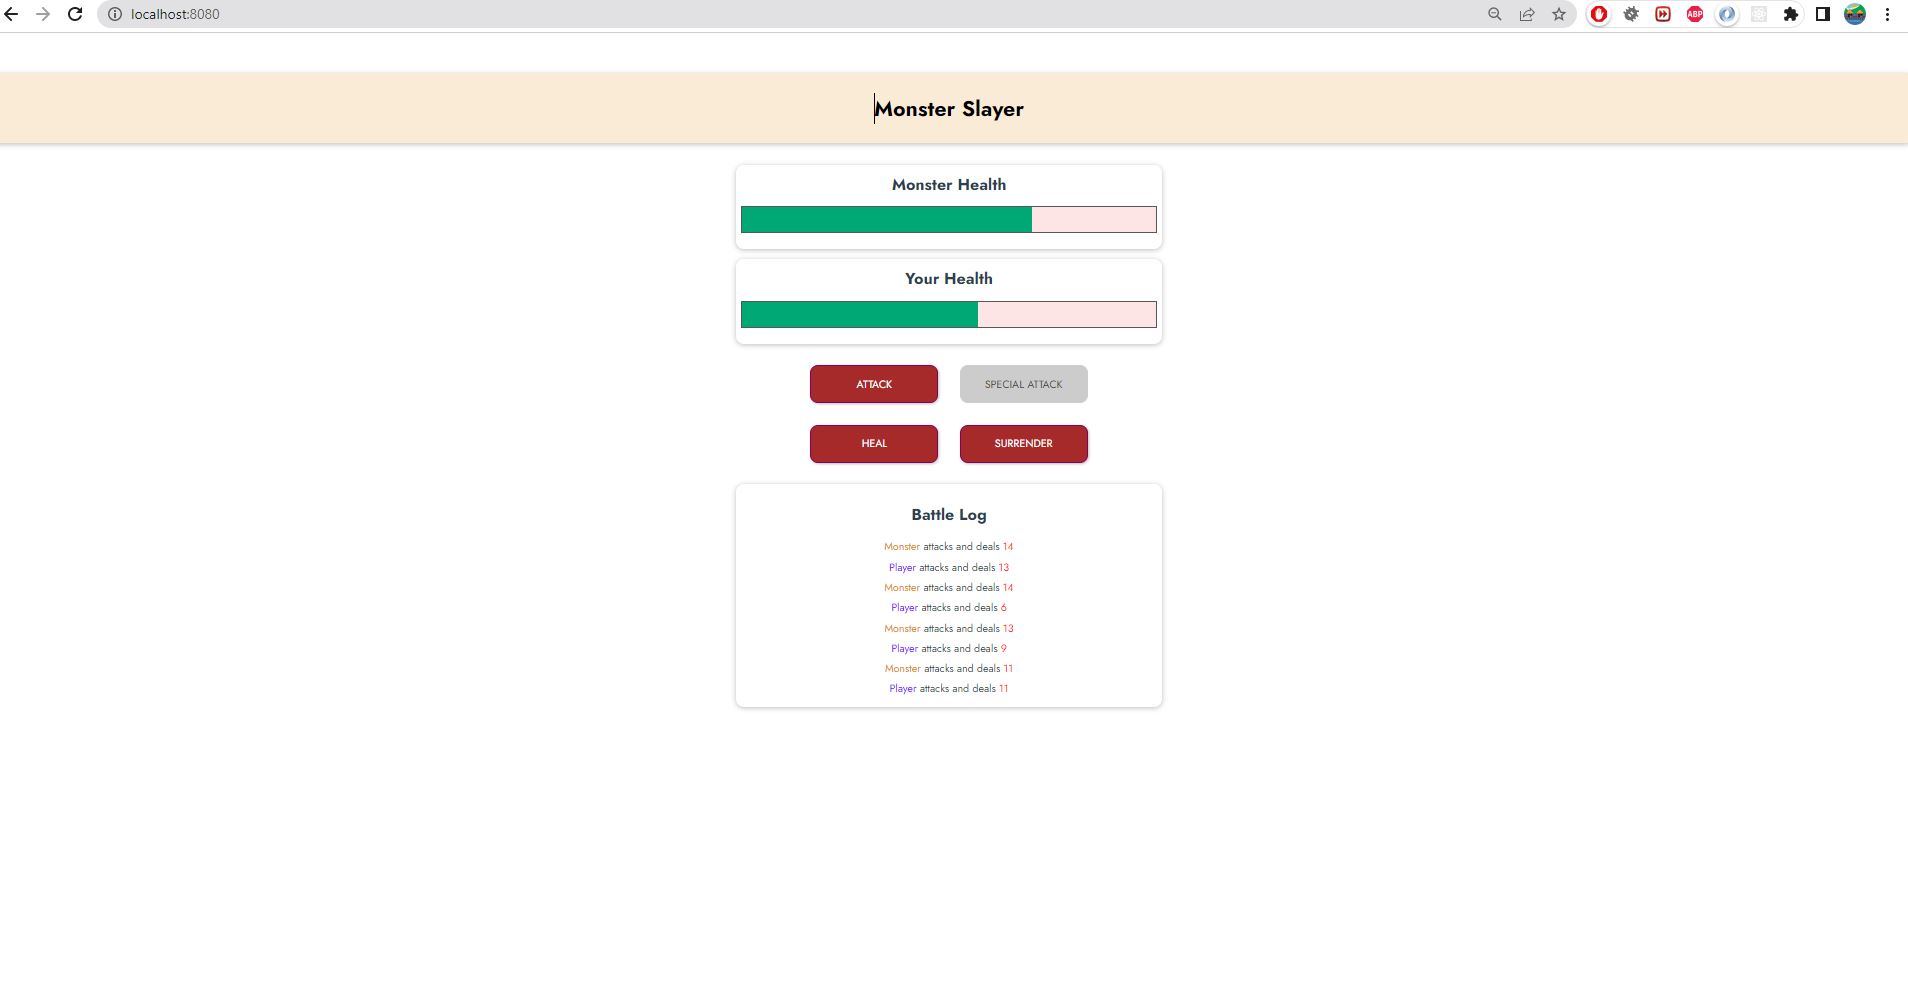 localhost:8080
ABP
Monster Slayer
Monster Health
Your Health
ATTACK
SPECIAL ATTACK
HEAL
SURRENDER
Battle Log
Monster attacks and deals 14
Player attacks and deals 13
Monster attacks and deals 14
Player attacks and deals 6
Monster attacks and deals 13
Player attacks and deals 9
Monster attacks and deals 11
Player attacks and deals 11